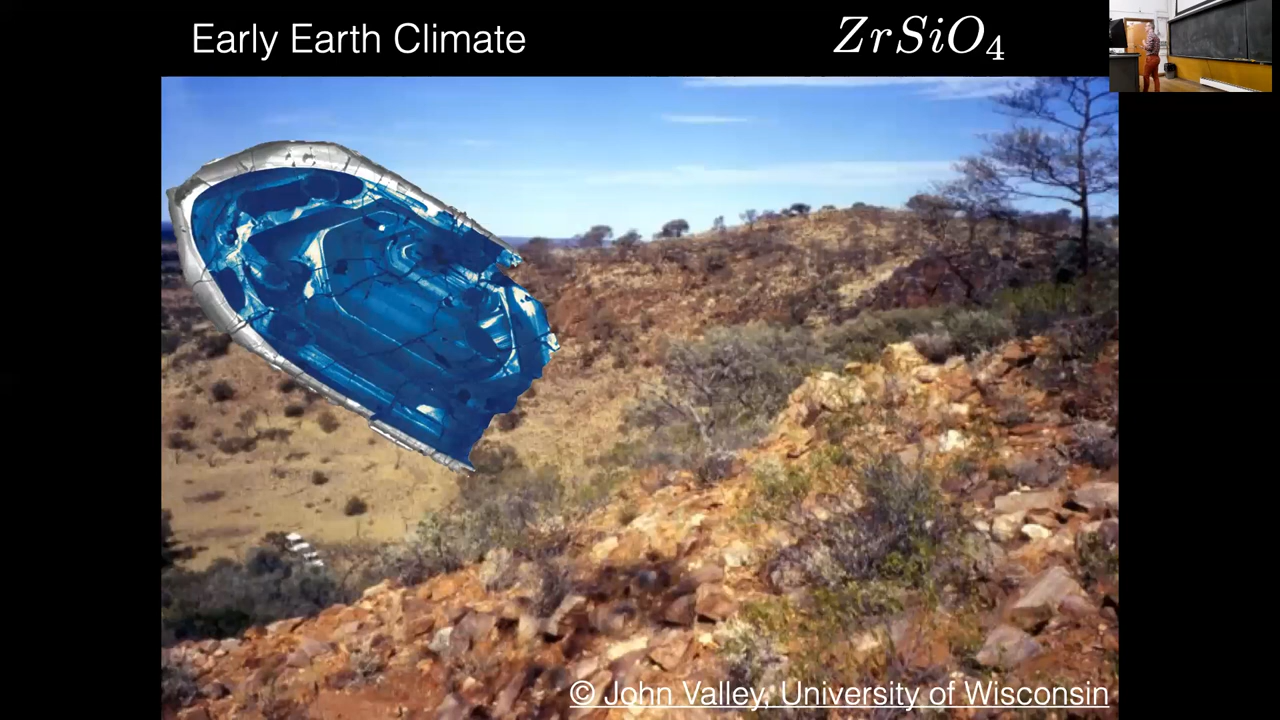 Early Earth Climate
ZrSiO₄
© John Valley, University of Wisconsin